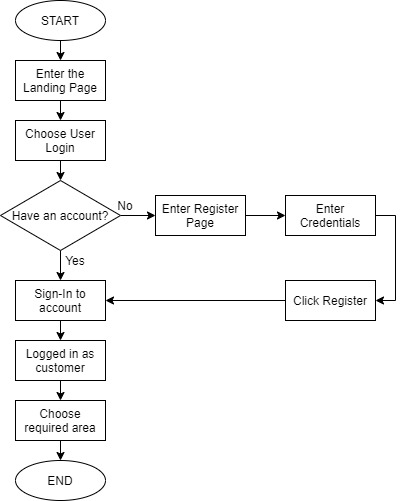 START
Enter the
Landing Page
Choose User
Login
Have an account?
No
Enter Register
Page
Enter
Credentials
Yes
Sign-In to
account
Click Register
Logged in as
customer
Choose
required area
END